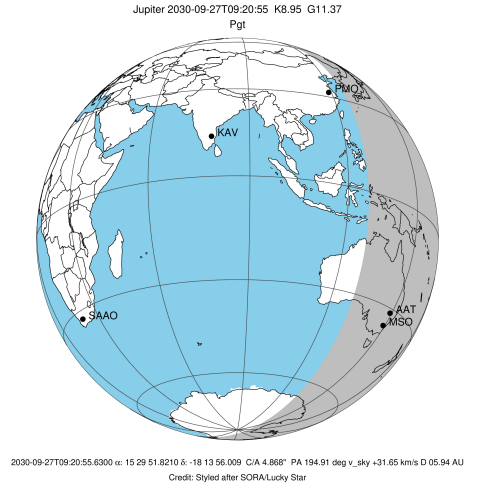 Jupiter 2030-09-27T09:20:55  K8.95  G11.37
Pgt
PMO
KAV
SAAO
AAT
MSO
2030-09-27T09:20:55.6300 α: 15 29 51.8210 δ: -18 13 56.009  C/A 4.868"  PA 194.91 deg v_sky +31.65 km/s D 05.94 AU
Credit: Styled after SORA/Lucky Star